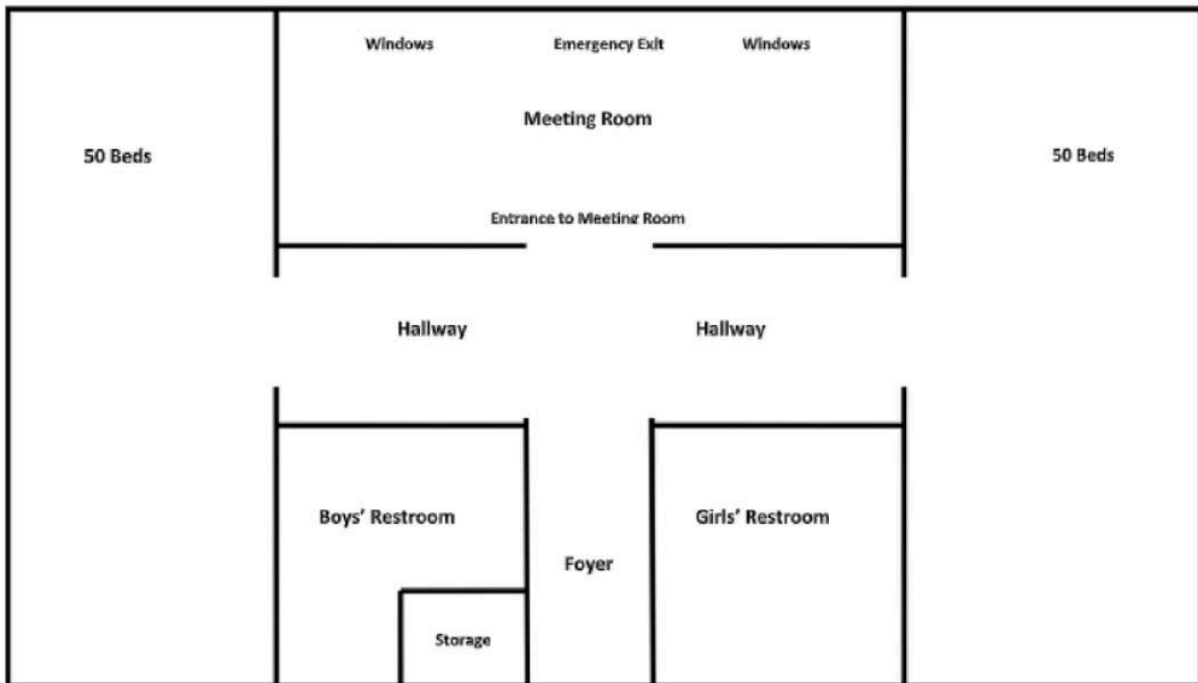 Windows
Emergency Exit
Windows
Meeting Room
50 Beds
50 Beds
Entrance to Meeting Room
Hallway
Hallway
Boys’ Restroom
Girls’ Restroom
Foyer
Storage